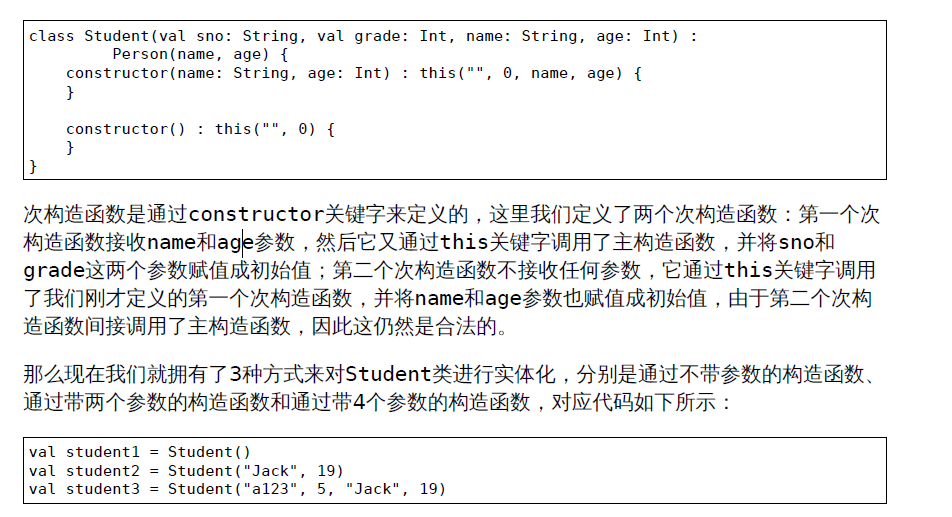 class Student(val sno: String, val grade: Int, name: String, age: Int) :
         Person(name, age) {
    constructor(name: String, age: Int) : this("", 0, name, age) {
    }

    constructor() : this("", 0) {
    }
}
次构造函数是通过constructor关键字来定义的，这里我们定义了两个次构造函数：第一个次
构造函数接收name和age参数，然后它又通过this关键字调用了主构造函数，并将sno和
grade这两个参数赋值成初始值；第二个次构造函数不接收任何参数，它通过this关键字调用
了我们刚才定义的第一个次构造函数，并将name和age参数也赋值成初始值，由于第二个次构
造函数间接调用了主构造函数，因此这仍然是合法的。
那么现在我们就拥有了3种方式来对Student类进行实体化，分别是通过不带参数的构造函数、
通过带两个参数的构造函数和通过带4个参数的构造函数，对应代码如下所示：
val student1 = Student()
val student2 = Student("Jack", 19)
val student3 = Student("a123", 5, "Jack", 19)